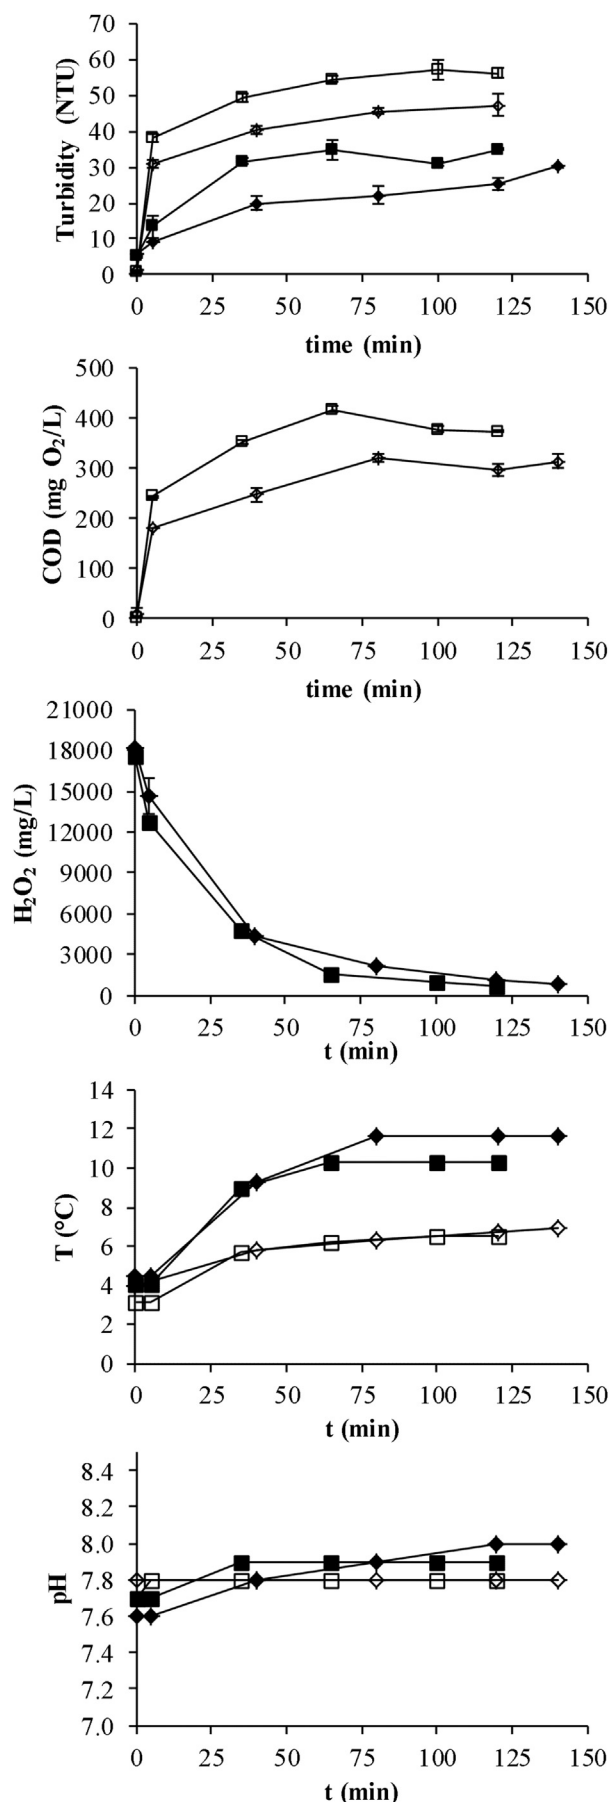 Turbidity (NTU)
70
60
50
40
30
20
10
0
0 25 50 75 100 125 150
time (min)
COD (mg O₂/L)
500
400
300
200
100
0
0 25 50 75 100 125 150
time (min)
H₂O₂ (mg/L)
21000
18000
15000
12000
9000
6000
3000
0
0 25 50 75 100 125 150
t (min)
T (°C)
14
12
10
8
6
4
2
0
0 25 50 75 100 125 150
t (min)
pH
8.4
8.2
8.0
7.8
7.6
7.4
7.2
7.0
0 25 50 75 100 125 150
t (min)